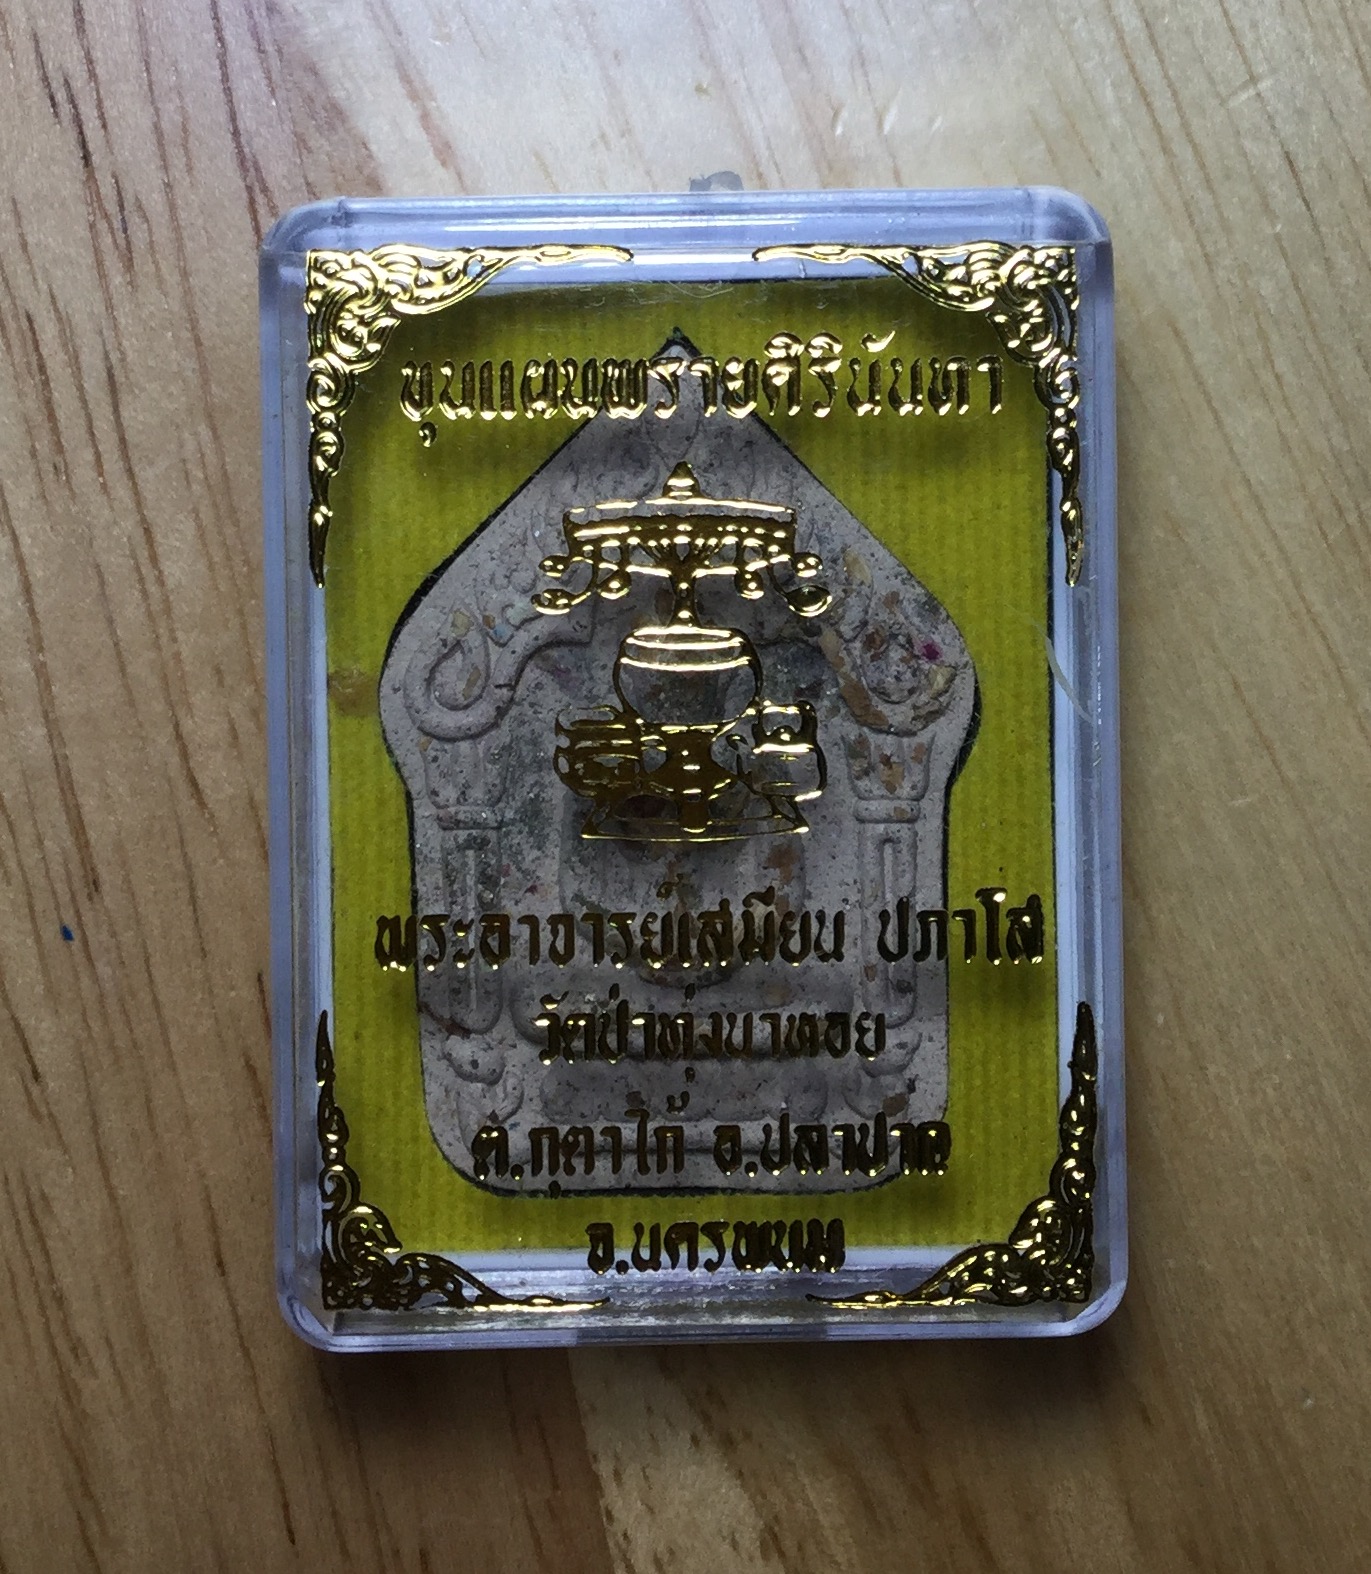 ขุนแผนพรายศิรินันทา
พระอาจารย์เสมียน ปภาโส
วัดป่าทุ่งนาหอย
ต.กุตาไก้ อ.ปลาปาก
จ.นครพนม